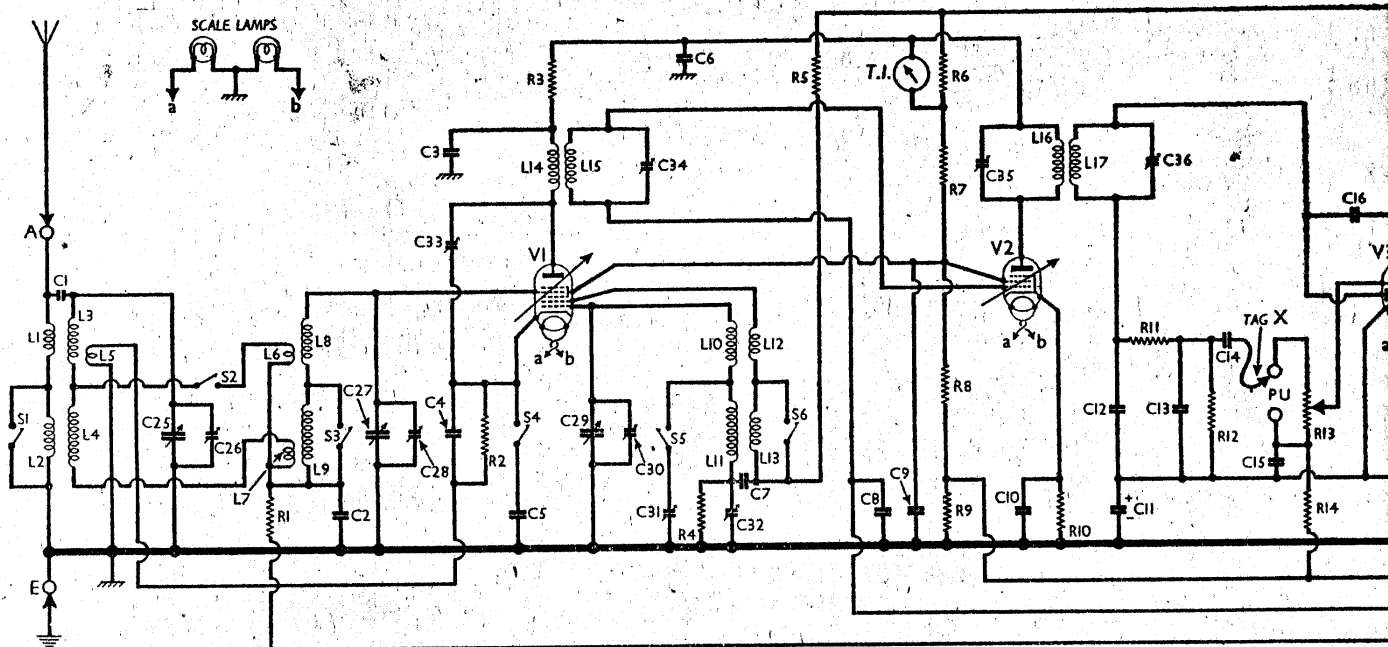 SCALE LAMPS
a b
C6
R3
R5
T.I.
R6
C3
L14
L15
C34
L16
C35
L17
C36
R7
C16
A
C33
V1
V2
V3
C1
L1
L3
L5
L6
L8
a b
L10
L12
a b
R11
C14
TAG X
a
S2
S1
L2
L4
C25
C26
S3
C27
C28
C4
R2
S4
C29
C30
S5
S6
R8
C12
C13
R12
PU
R13
L7
L9
L11
L13
C15
R1
C2
C5
C31
R4
C7
C32
C8
C9
R9
C10
R10
+
-
C11
R14
E